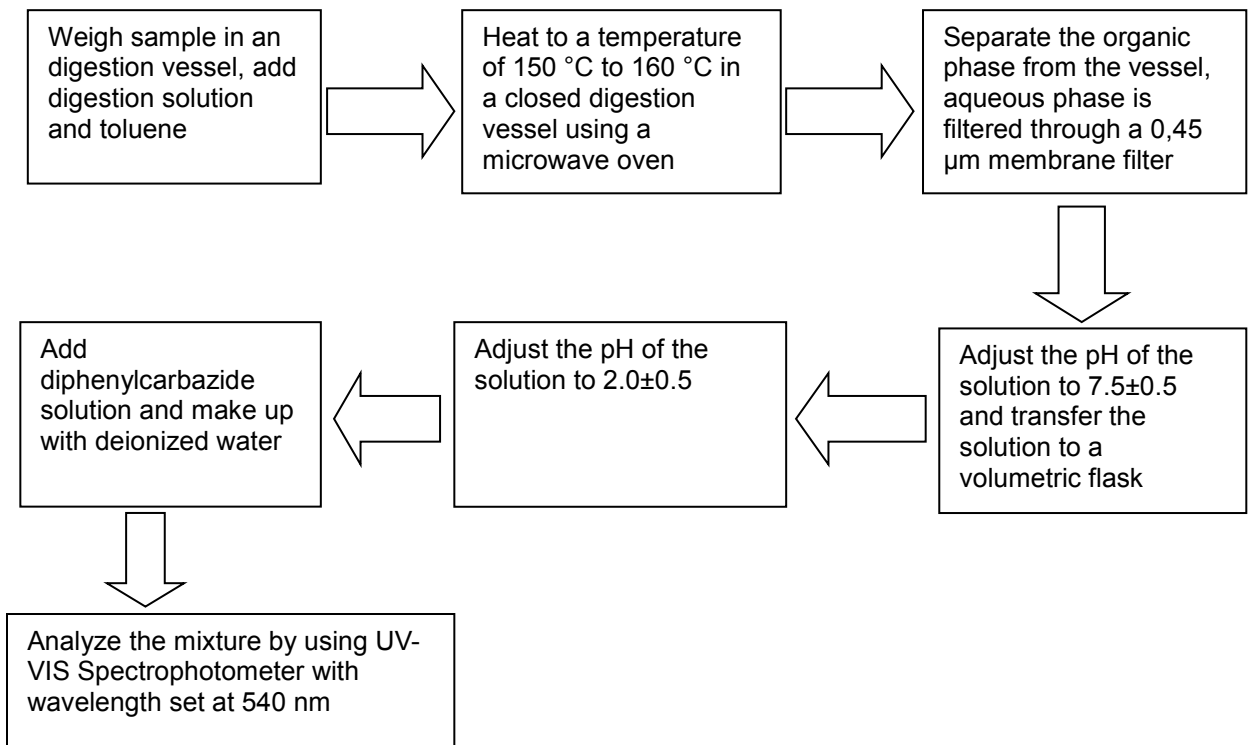 Weigh sample in an
digestion vessel, add
digestion solution
and toluene
Heat to a temperature
of 150 °C to 160 °C in
a closed digestion
vessel using a
microwave oven
Separate the organic
phase from the vessel,
aqueous phase is
filtered through a 0,45
µm membrane filter
Adjust the pH of the
solution to 7.5±0.5
and transfer the
solution to a
volumetric flask
Adjust the pH of the
solution to 2.0±0.5
Add
diphenylcarbazide
solution and make up
with deionized water
Analyze the mixture by using UV-
VIS Spectrophotometer with
wavelength set at 540 nm